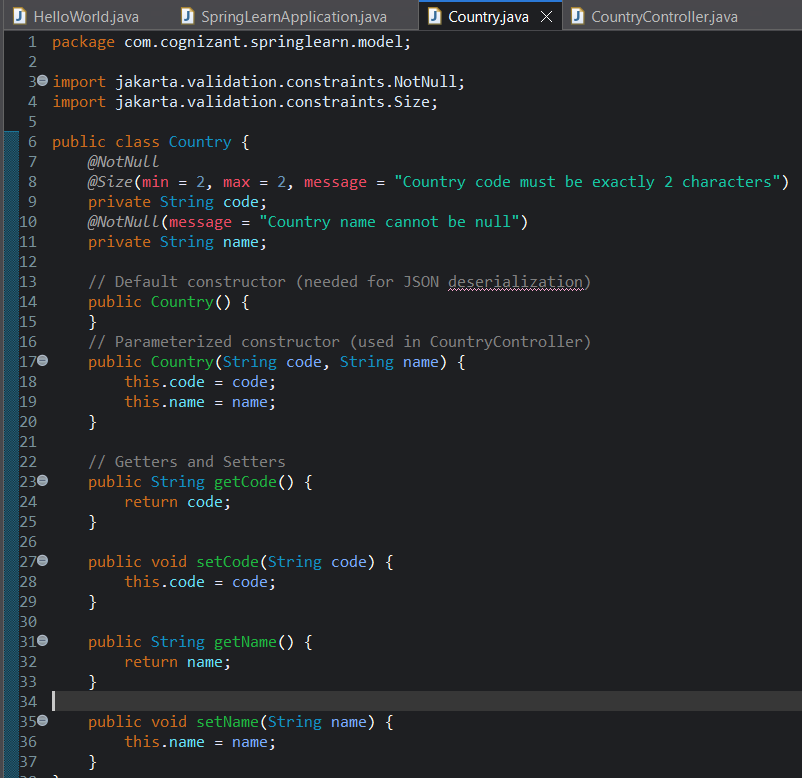 HelloWorld.java SpringLearnApplication.java Country.java CountryController.java
1 package com.cognizant.springlearn.model;
2
3 import jakarta.validation.constraints.NotNull;
4 import jakarta.validation.constraints.Size;
5
6 public class Country {
7     @NotNull
8     @Size(min = 2, max = 2, message = "Country code must be exactly 2 characters")
9     private String code;
10     @NotNull(message = "Country name cannot be null")
11     private String name;
12
13     // Default constructor (needed for JSON deserialization)
14     public Country() {
15     }
16     // Parameterized constructor (used in CountryController)
17     public Country(String code, String name) {
18         this.code = code;
19         this.name = name;
20     }
21
22     // Getters and Setters
23     public String getCode() {
24         return code;
25     }
26
27     public void setCode(String code) {
28         this.code = code;
29     }
30
31     public String getName() {
32         return name;
33     }
34
35     public void setName(String name) {
36         this.name = name;
37     }